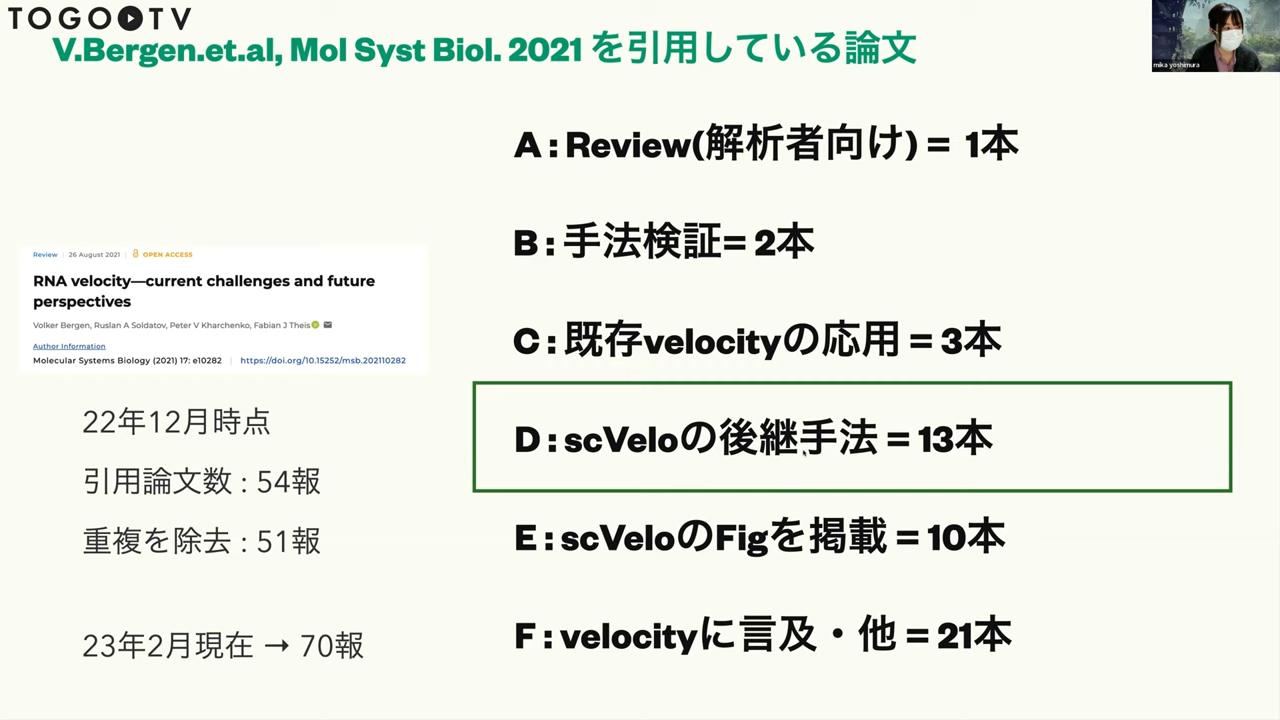 TOGOTV
V.Bergen.et.al, Mol Syst Biol. 2021 を引用している論文
mika yoshimura
A : Review(解析者向け) = 1本
B : 手法検証= 2本
Review | 26 August 2021 | OPEN ACCESS
RNA velocity—current challenges and future
perspectives
Volker Bergen, Ruslan A Soldatov, Peter V Kharchenko, Fabian J Theis
Author Information
Molecular Systems Biology (2021) 17: e10282 | https://doi.org/10.15252/msb.202110282
C : 既存velocityの応用 = 3本
22年12月時点
D : scVeloの後継手法 = 13本
引用論文数 : 54報
重複を除去 : 51報
E : scVeloのFigを掲載 = 10本
23年2月現在 → 70報
F : velocityに言及・他 = 21本